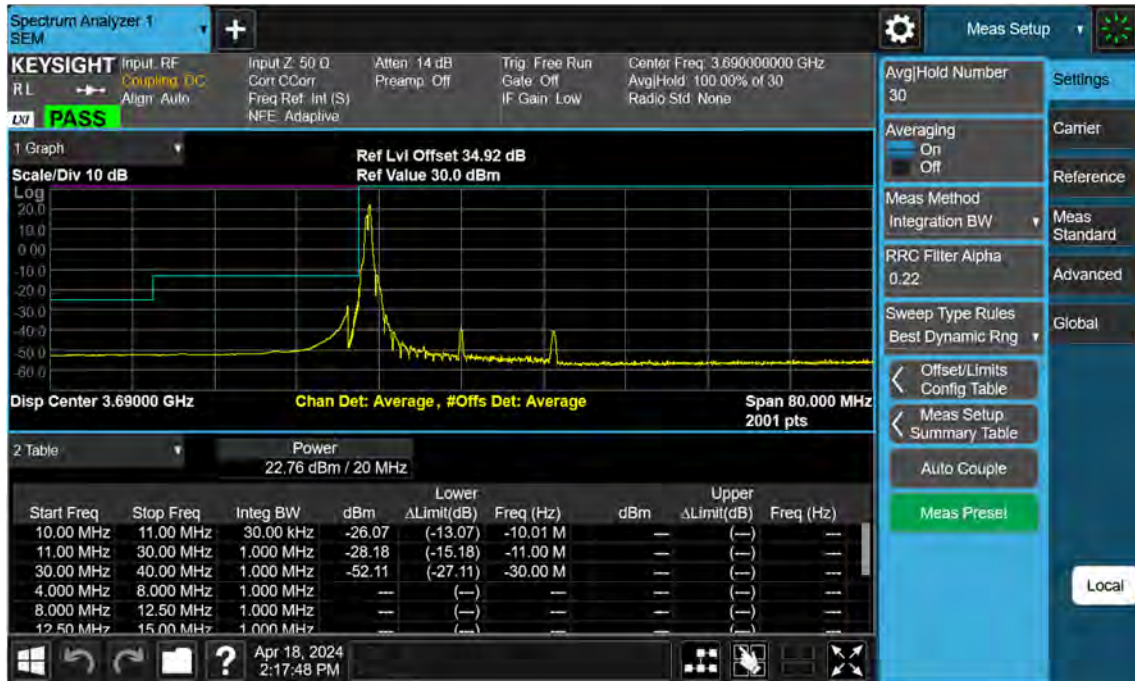 Spectrum Analyzer 1
SEM
+
Meas Setup
KEYSIGHT
RL
LXI
PASS
Input: RF
Coupling: DC
Align: Auto
Input Z: 50 Ω
Corr CCorr
Freq Ref: Int (S)
NFE: Adaptive
Atten: 14 dB
Preamp: Off
Trig: Free Run
Gate: Off
IF Gain: Low
Center Freq: 3.690000000 GHz
Avg|Hold: 100.00% of 30
Radio Std: None
1 Graph
Scale/Div 10 dB
Ref Lvl Offset 34.92 dB
Ref Value 30.0 dBm
Log
20.0
10.0
0.00
-10.0
-20.0
-30.0
-40.0
-50.0
-60.0
Disp Center 3.69000 GHz
Chan Det: Average, #Offs Det: Average
Span 80.000 MHz
2001 pts
2 Table
Power
22.76 dBm / 20 MHz
Lower Upper
Start Freq Stop Freq Integ BW dBm ΔLimit(dB) Freq (Hz) dBm ΔLimit(dB) Freq (Hz)
10.00 MHz 11.00 MHz 30.00 kHz -26.07 (-13.07) -10.01 M --- (---) ---
11.00 MHz 30.00 MHz 1.000 MHz -28.18 (-15.18) -11.00 M --- (---) ---
30.00 MHz 40.00 MHz 1.000 MHz -52.11 (-27.11) -30.00 M --- (---) ---
4.000 MHz 8.000 MHz 1.000 MHz --- (---) --- --- (---) ---
8.000 MHz 12.50 MHz 1.000 MHz --- (---) --- --- (---) ---
12.50 MHz 15.00 MHz 1.000 MHz --- (---) --- --- (---) ---
?
Apr 18, 2024
2:17:48 PM
Avg|Hold Number
30
Averaging
On
Off
Meas Method
Integration BW
RRC Filter Alpha
0.22
Sweep Type Rules
Best Dynamic Rng
Offset/Limits
Config Table
Meas Setup
Summary Table
Auto Couple
Meas Preset
Settings
Carrier
Reference
Meas
Standard
Advanced
Global
Local